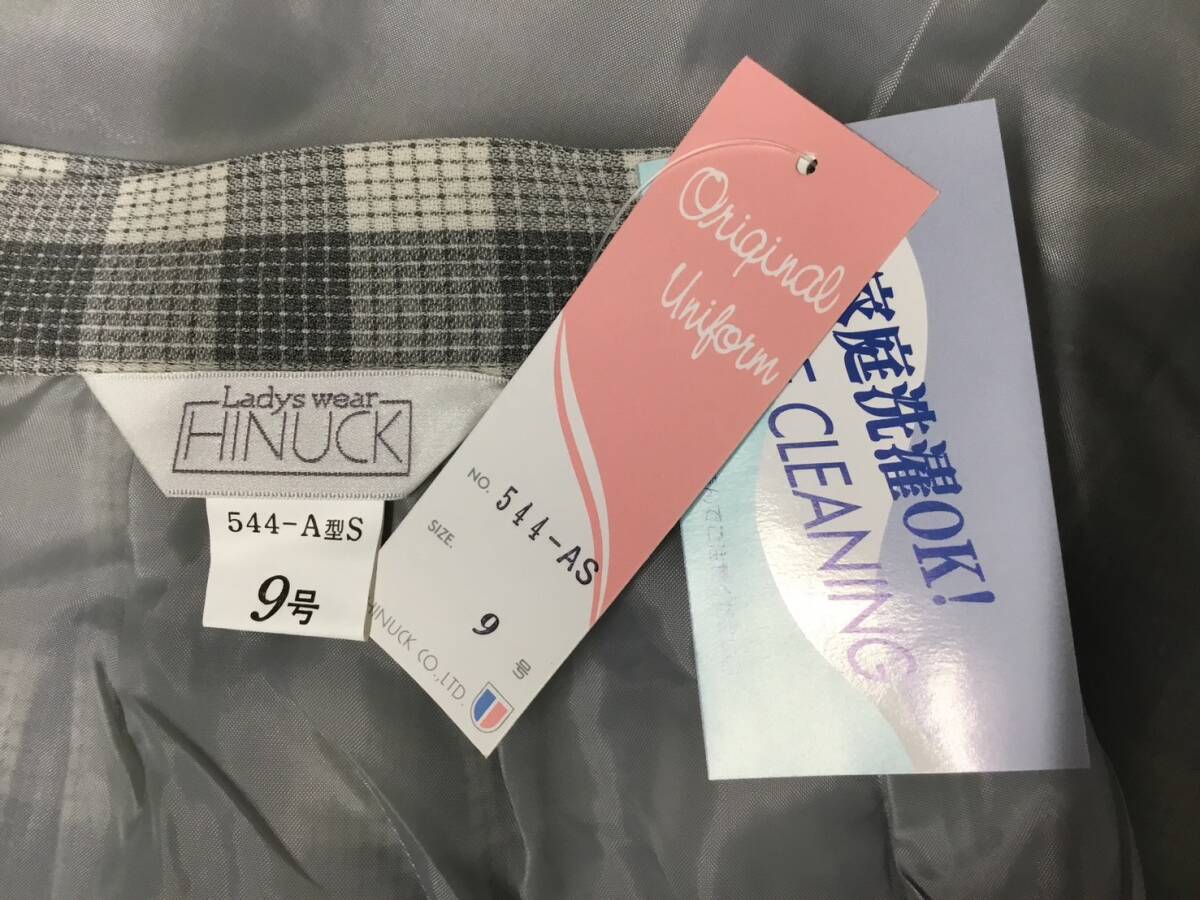 Ladys wear
HINUCK
544-A型S
9号
Original
Uniform
NO. 544-AS
SIZE. 9 号
HINUCK CO.,LTD.
家庭洗濯OK!
CLEANING